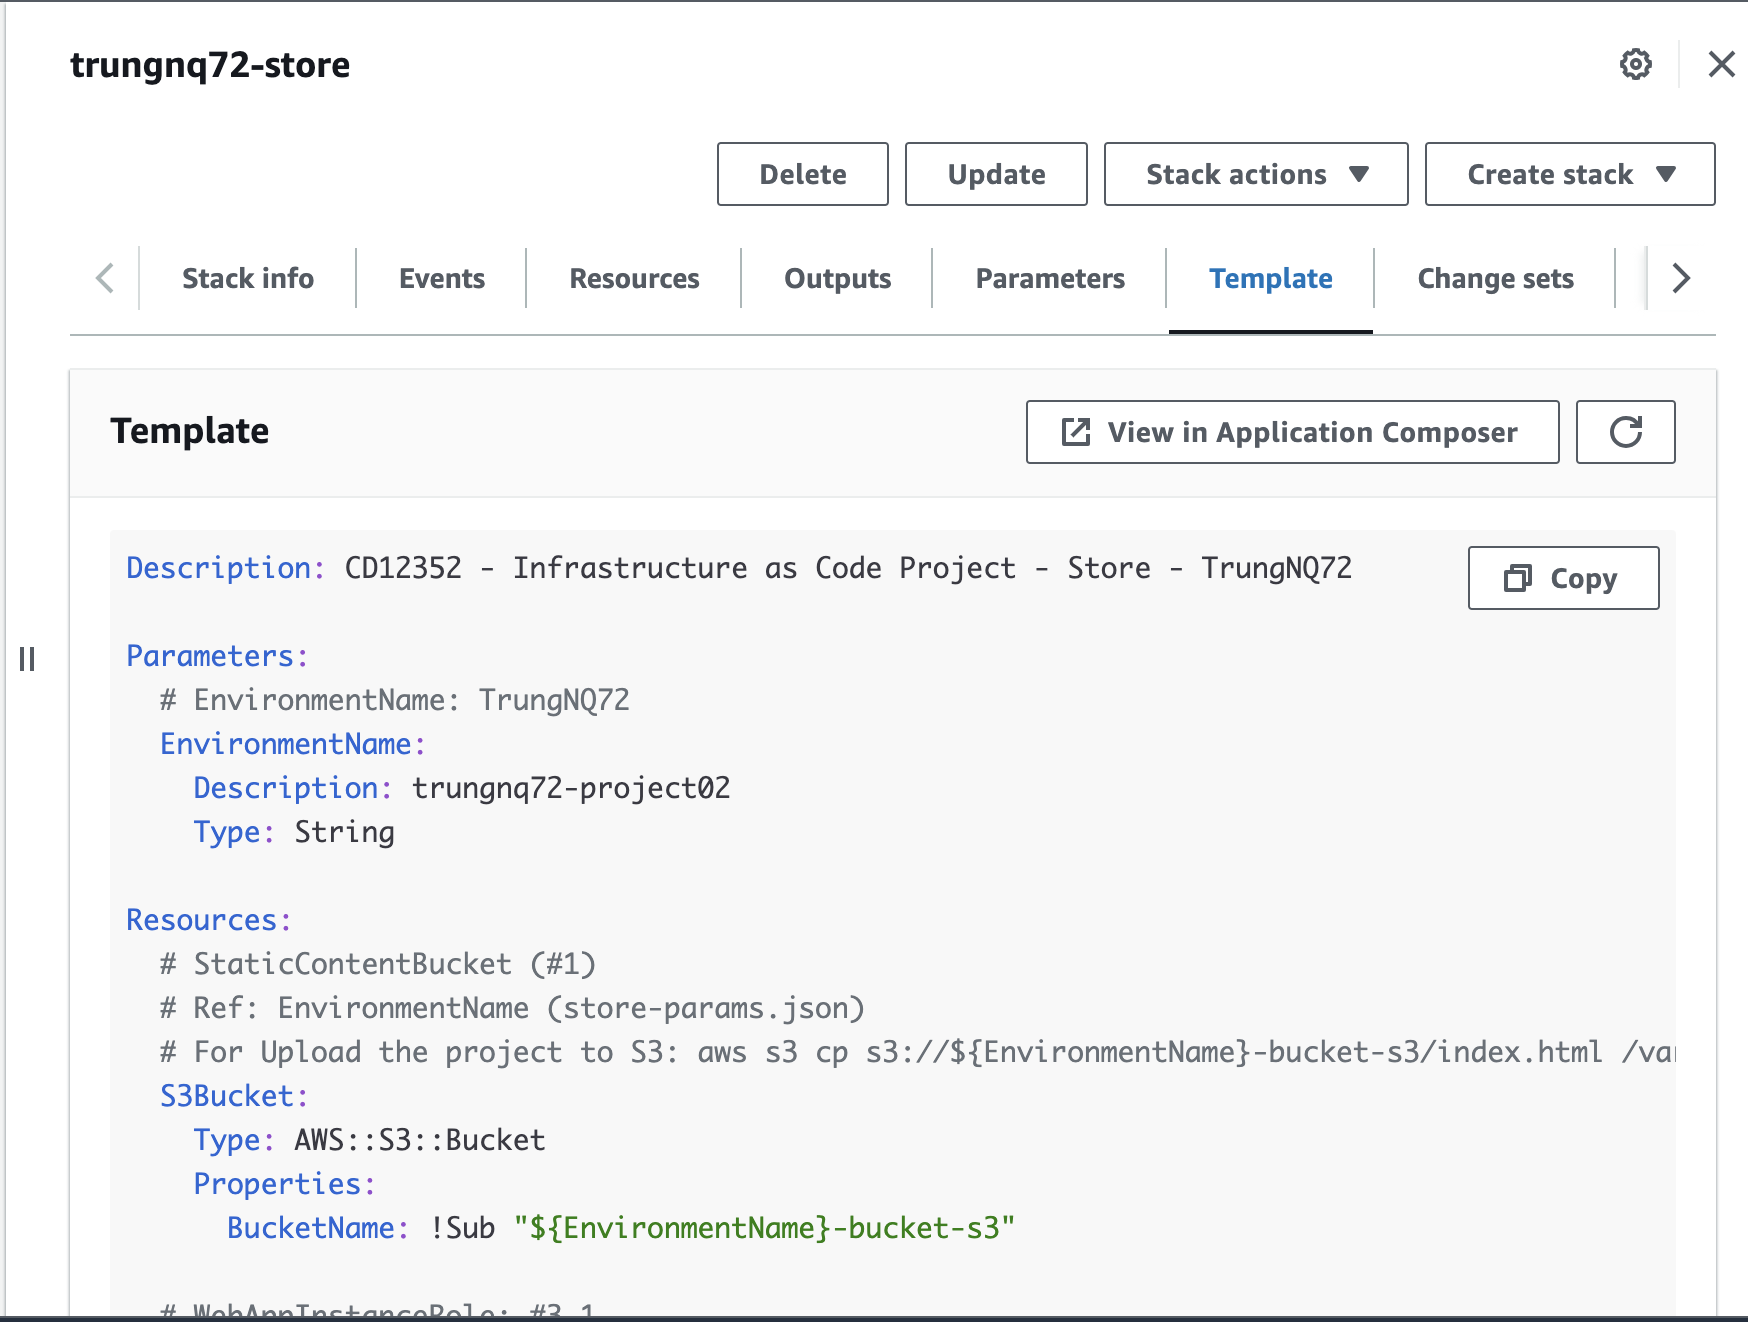 trungnq72-store
Delete
Update
Stack actions
Create stack
Stack info
Events
Resources
Outputs
Parameters
Template
Change sets
Template
View in Application Composer
Description: CD12352 - Infrastructure as Code Project - Store - TrungNQ72
Copy
Parameters:
# EnvironmentName: TrungNQ72
EnvironmentName:
Description: trungnq72-project02
Type: String
Resources:
# StaticContentBucket (#1)
# Ref: EnvironmentName (store-params.json)
# For Upload the project to S3: aws s3 cp s3://${EnvironmentName}-bucket-s3/index.html
S3Bucket:
Type: AWS::S3::Bucket
Properties:
BucketName: !Sub "${EnvironmentName}-bucket-s3"
# WebAppInstanceRole: #3.1